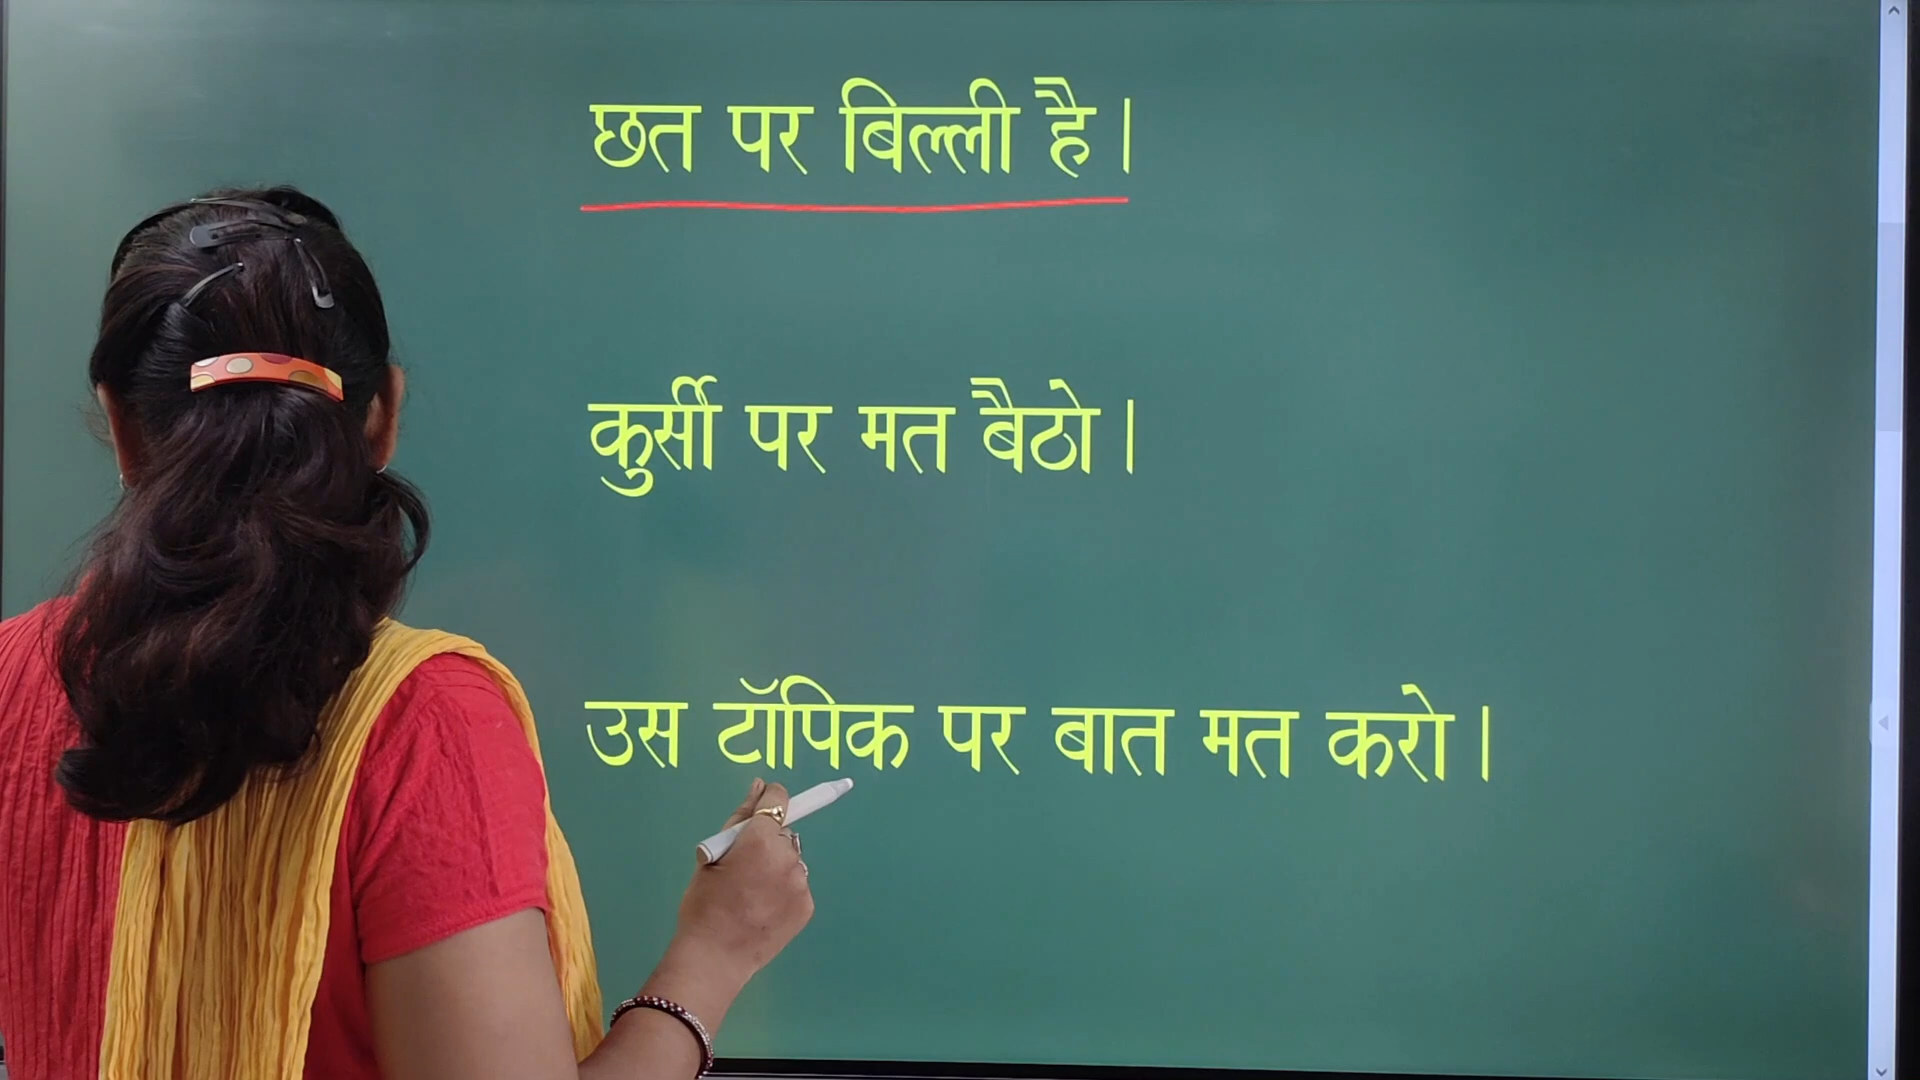 छत पर बिल्ली है।
कुर्सी पर मत बैठो।
उस टॉपिक पर बात मत करो।